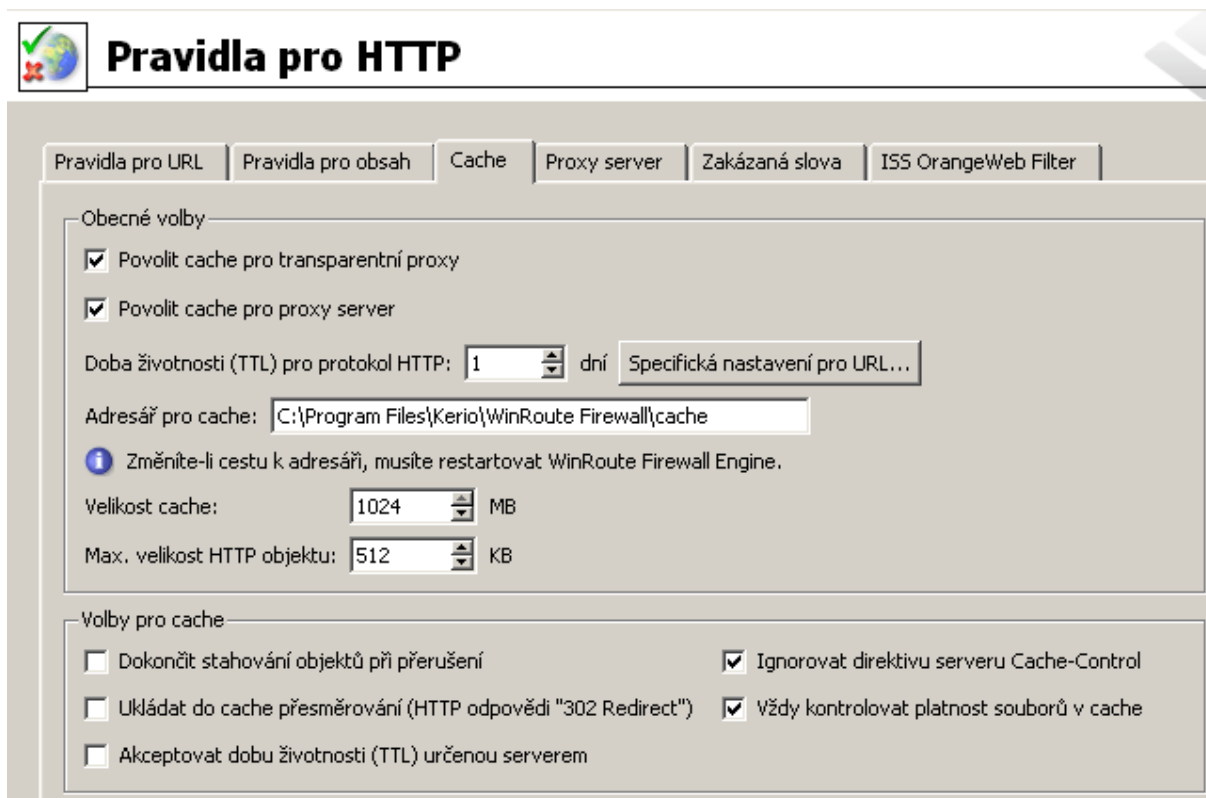 Pravidla pro HTTP
Pravidla pro URL Pravidla pro obsah Cache Proxy server Zakázaná slova ISS OrangeWeb Filter
Obecné volby
Povolit cache pro transparentní proxy
Povolit cache pro proxy server
Doba životnosti (TTL) pro protokol HTTP: 1 dní Specifická nastavení pro URL...
Adresář pro cache: C:\Program Files\Kerio\WinRoute Firewall\cache
Změníte-li cestu k adresáři, musíte restartovat WinRoute Firewall Engine.
Velikost cache: 1024 MB
Max. velikost HTTP objektu: 512 KB
Volby pro cache
Dokončit stahování objektů při přerušení Ignorovat direktivu serveru Cache-Control
Ukládat do cache přesměrování (HTTP odpovědi "302 Redirect") Vždy kontrolovat platnost souborů v cache
Akceptovat dobu životnosti (TTL) určenou serverem